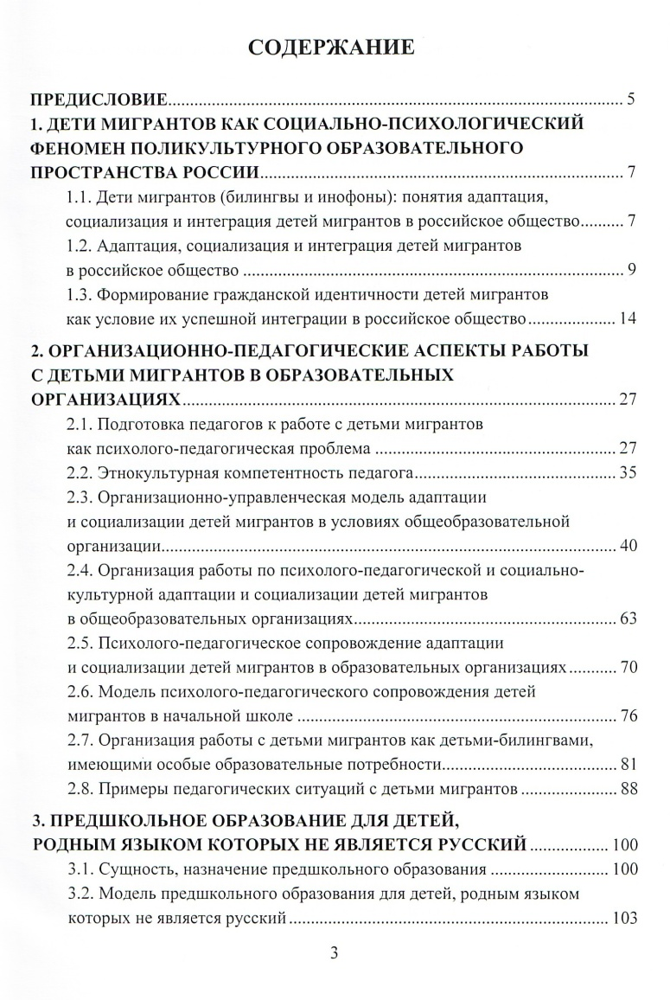 СОДЕРЖАНИЕ
ПРЕДИСЛОВИЕ.......... 5
1. ДЕТИ МИГРАНТОВ КАК СОЦИАЛЬНО-ПСИХОЛОГИЧЕСКИЙ
ФЕНОМЕН ПОЛИКУЛЬТУРНОГО ОБРАЗОВАТЕЛЬНОГО
ПРОСТРАНСТВА РОССИИ.......... 7
1.1. Дети мигрантов (билингвы и инофоны): понятия адаптация,
социализация и интеграция детей мигрантов в российское общество.......... 7
1.2. Адаптация, социализация и интеграция детей мигрантов
в российское общество .......... 9
1.3. Формирование гражданской идентичности детей мигрантов
как условие их успешной интеграции в российское общество.......... 14
2. ОРГАНИЗАЦИОННО-ПЕДАГОГИЧЕСКИЕ АСПЕКТЫ РАБОТЫ
С ДЕТЬМИ МИГРАНТОВ В ОБРАЗОВАТЕЛЬНЫХ
ОРГАНИЗАЦИЯХ.......... 27
2.1. Подготовка педагогов к работе с детьми мигрантов
как психолого-педагогическая проблема .......... 27
2.2. Этнокультурная компетентность педагога.......... 35
2.3. Организационно-управленческая модель адаптации
и социализации детей мигрантов в условиях общеобразовательной
организации.......... 40
2.4. Организация работы по психолого-педагогической и социально-
культурной адаптации и социализации детей мигрантов
в общеобразовательных организациях.......... 63
2.5. Психолого-педагогическое сопровождение адаптации
и социализации детей мигрантов в образовательных организациях.......... 70
2.6. Модель психолого-педагогического сопровождения детей
мигрантов в начальной школе .......... 76
2.7. Организация работы с детьми мигрантов как детьми-билингвами,
имеющими особые образовательные потребности.......... 81
2.8. Примеры педагогических ситуаций с детьми мигрантов .......... 88
3. ПРЕДШКОЛЬНОЕ ОБРАЗОВАНИЕ ДЛЯ ДЕТЕЙ,
РОДНЫМ ЯЗЫКОМ КОТОРЫХ НЕ ЯВЛЯЕТСЯ РУССКИЙ .......... 100
3.1. Сущность, назначение предшкольного образования .......... 100
3.2. Модель предшкольного образования для детей, родным языком
которых не является русский .......... 103
3